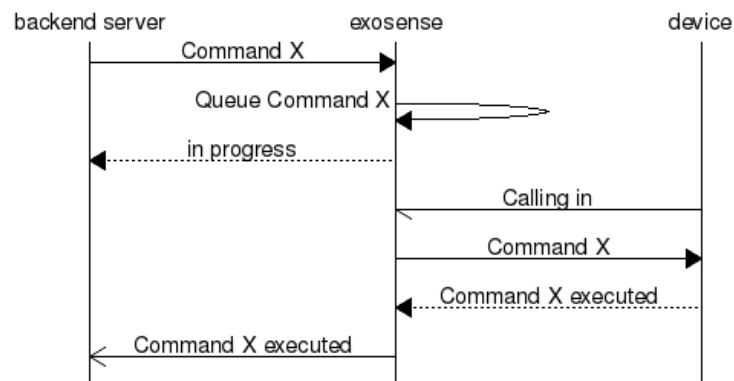 backend server exosense device
Command X
Queue Command X
in progress
Calling in
Command X
Command X executed
Command X executed